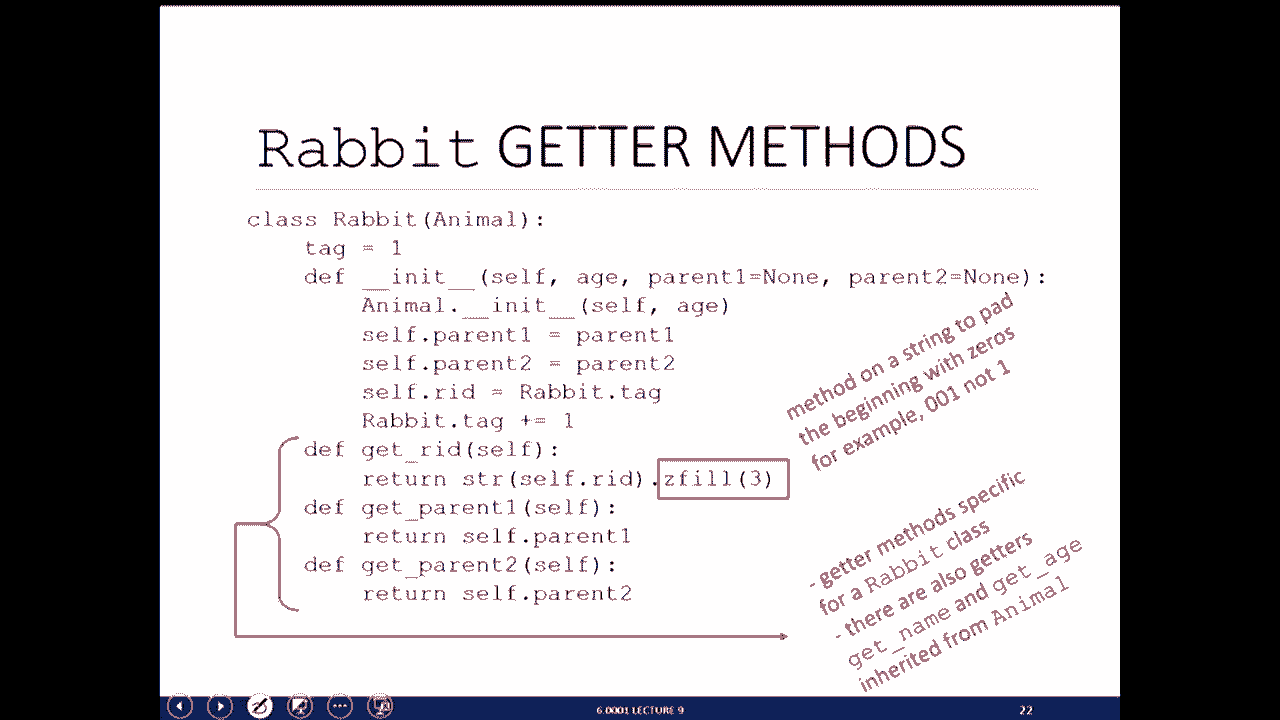 Rabbit GETTER METHODS
class Rabbit(Animal):
    tag = 1
    def __init__(self, age, parent1=None, parent2=None):
        Animal.__init__(self, age)
        self.parent1 = parent1
        self.parent2 = parent2
        self.rid = Rabbit.tag
        Rabbit.tag += 1
    def get_rid(self):
        return str(self.rid).zfill(3)
    def get_parent1(self):
        return self.parent1
    def get_parent2(self):
        return self.parent2
method on a string to pad
the beginning with zeros
for example, 001 not 1
- getter methods specific
for a Rabbit class
- there are also getters
get_name and get_age
inherited from Animal
6.0001 LECTURE 9
22